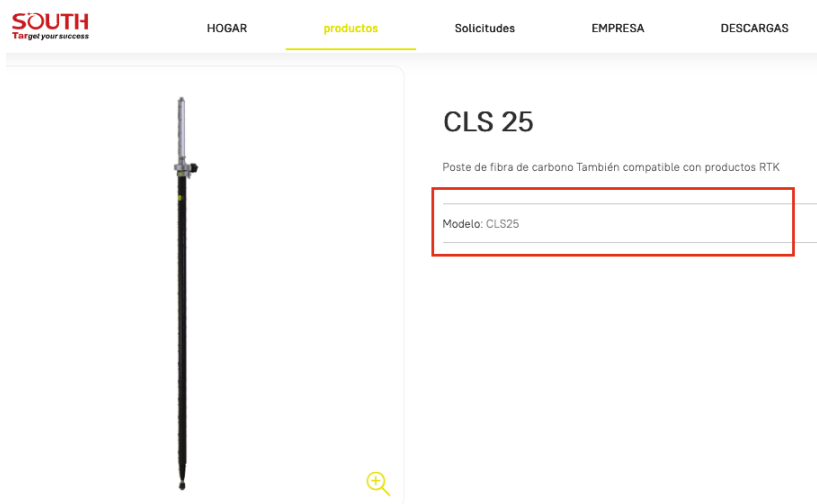 SOUTH
Target your success
HOGAR
productos
Solicitudes
EMPRESA
DESCARGAS
CLS 25
Poste de fibra de carbono También compatible con productos RTK
Modelo: CLS25